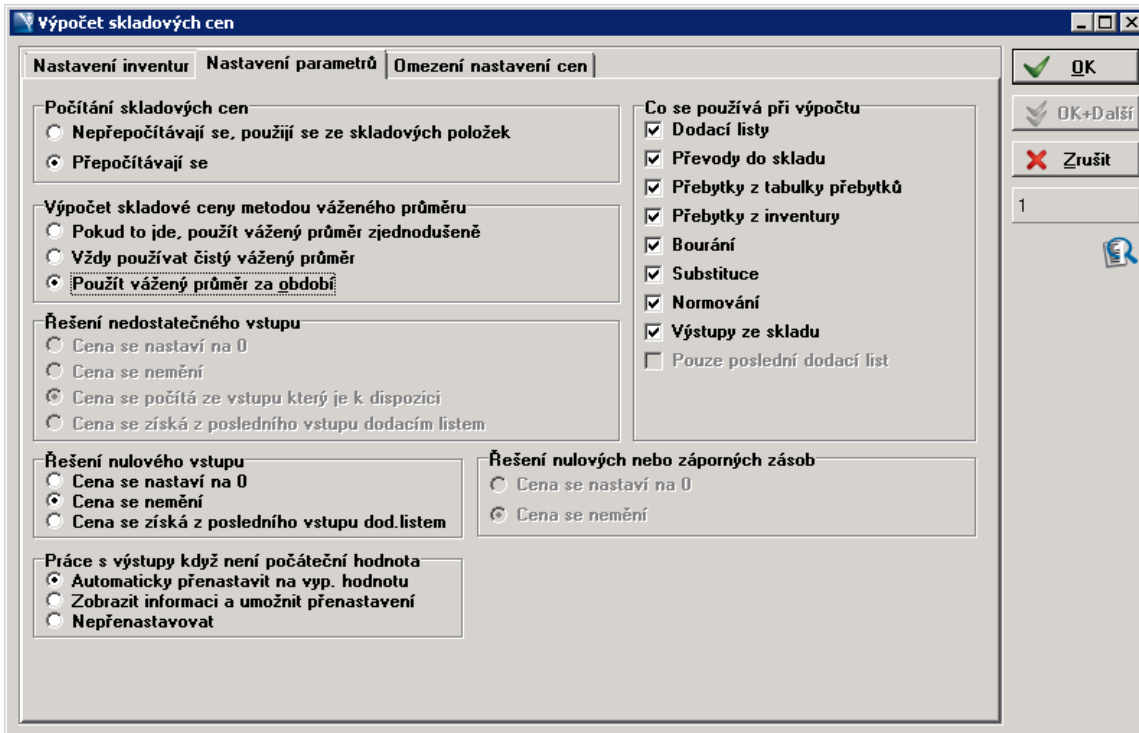 Výpočet skladových cen
Nastavení inventur
Nastavení parametrů
Omezení nastavení cen
Počítání skladových cen
Nepřepočítávají se, použijí se ze skladových položek
Přepočítávají se
Výpočet skladové ceny metodou váženého průměru
Pokud to jde, použít vážený průměr zjednodušeně
Vždy používat čistý vážený průměr
Použít vážený průměr za období
Řešení nedostatečného vstupu
Cena se nastaví na 0
Cena se nemění
Cena se počítá ze vstupu který je k dispozici
Cena se získá z posledního vstupu dodacím listem
Co se používá při výpočtu
Dodací listy
Převody do skladu
Přebytky z tabulky přebytků
Přebytky z inventury
Bourání
Substituce
Normování
Výstupy ze skladu
Pouze poslední dodací list
Řešení nulového vstupu
Cena se nastaví na 0
Cena se nemění
Cena se získá z posledního vstupu dod.listem
Řešení nulových nebo záporných zásob
Cena se nastaví na 0
Cena se nemění
Práce s výstupy když není počáteční hodnota
Automaticky přenastavit na vyp. hodnotu
Zobrazit informaci a umožnit přenastavení
Nepřenastavovat
OK
OK+Další
Zrušit
1